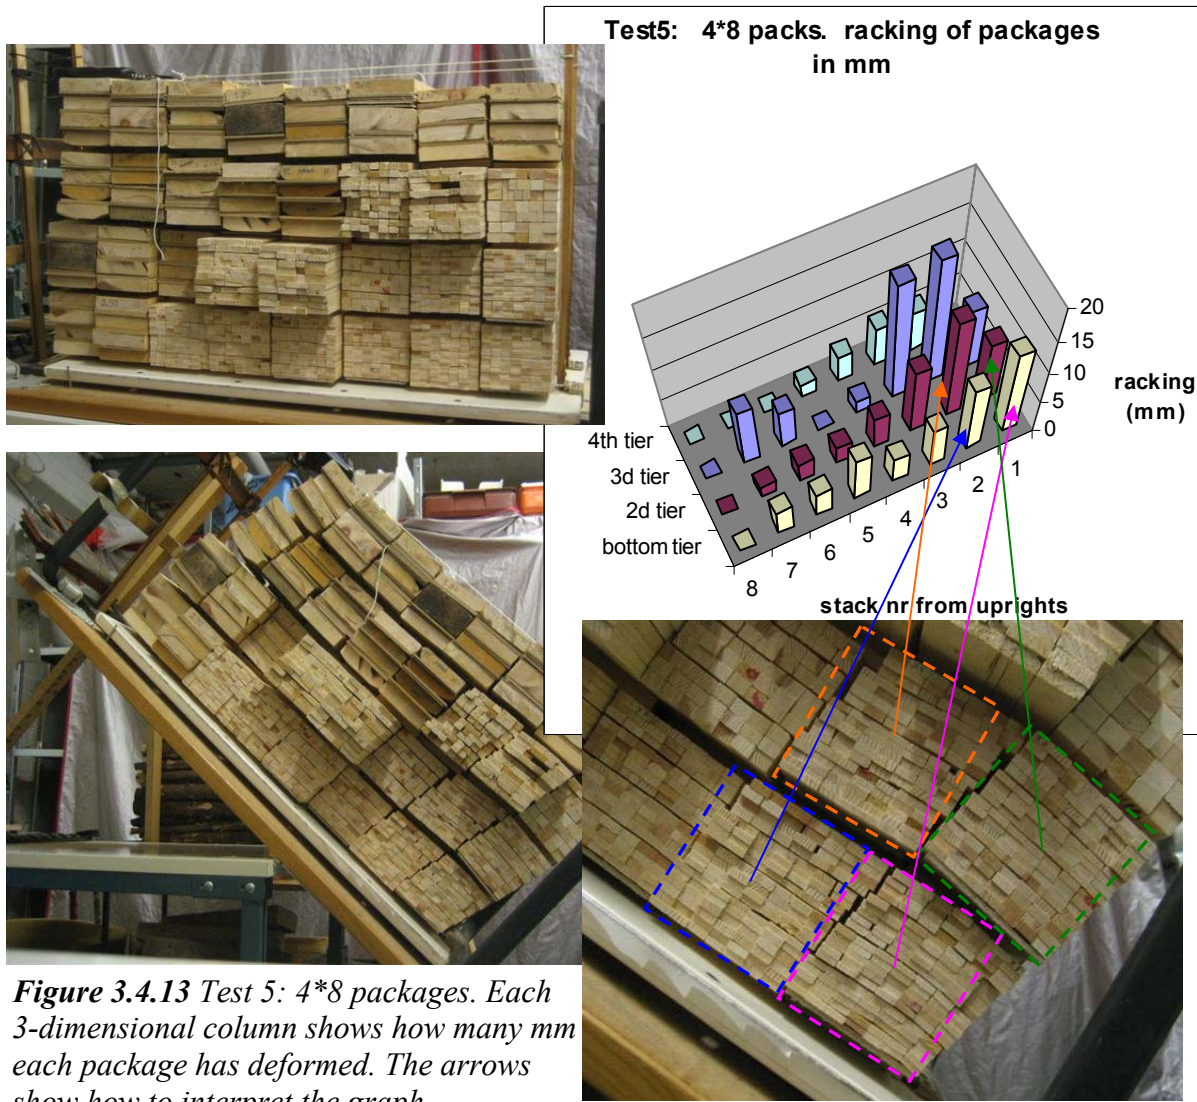 Test5: 4*8 packs. racking of packages
in mm
20
15
10
5
0
racking
(mm)
4th tier
3d tier
2d tier
bottom tier
1
2
3
4
5
6
7
8
stack nr from uprights
Figure 3.4.13 Test 5: 4*8 packages. Each
3-dimensional column shows how many mm
each package has deformed. The arrows
show how to interpret the graph